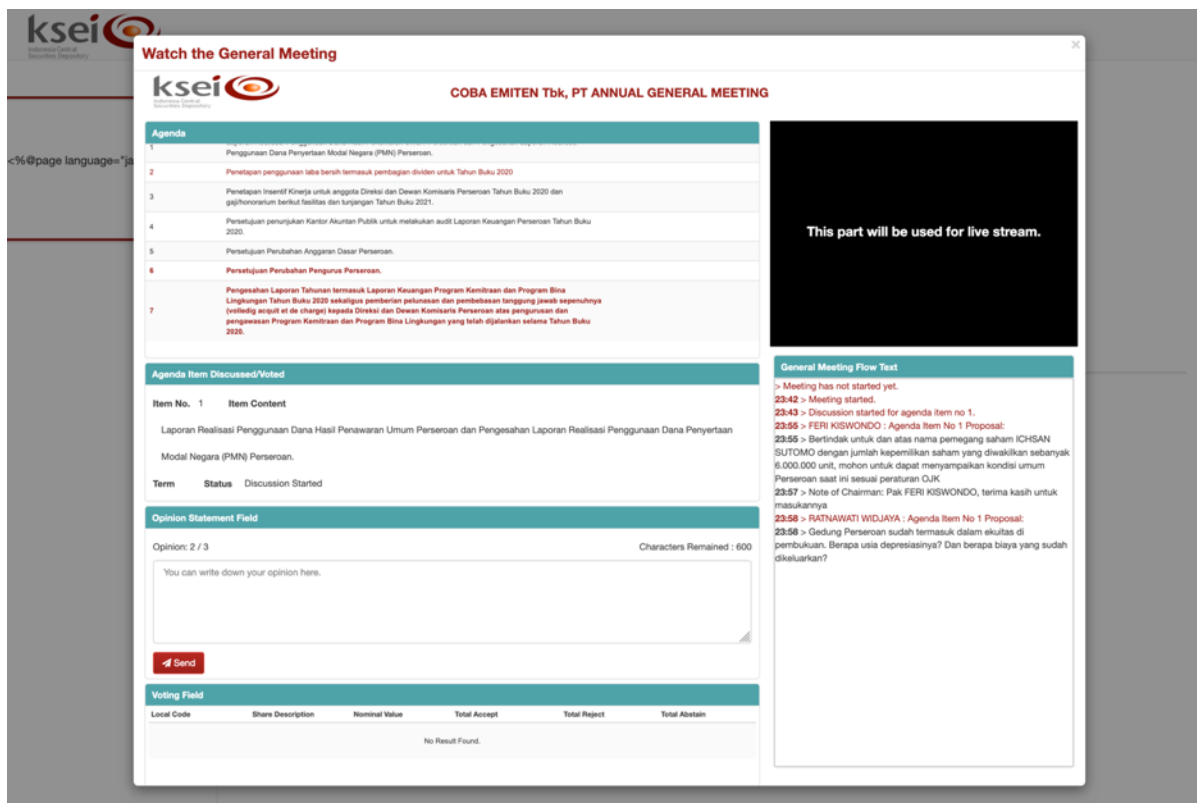 ksei
Indonesia Central
Securities Depository
<%@page language="ja
Watch the General Meeting
×
ksei
Indonesia Central
Securities Depository
COBA EMITEN Tbk, PT ANNUAL GENERAL MEETING
Agenda
1
Penggunaan Dana Penyertaan Modal Negara (PMN) Perseroan.
2 Penetapan penggunaan laba bersih termasuk pembagian dividen untuk Tahun Buku 2020
3 Penetapan Insentif Kinerja untuk anggota Direksi dan Dewan Komisaris Perseroan Tahun Buku 2020 dan
gaji/honorarium berikut fasilitas dan tunjangan Tahun Buku 2021.
4 Persetujuan penunjukan Kantor Akuntan Publik untuk melakukan audit Laporan Keuangan Perseroan Tahun Buku
2020.
5 Persetujuan Perubahan Anggaran Dasar Perseroan.
6 Persetujuan Perubahan Pengurus Perseroan.
7 Pengesahan Laporan Tahunan termasuk Laporan Keuangan Program Kemitraan dan Program Bina
Lingkungan Tahun Buku 2020 sekaligus pemberian pelunasan dan pembebasan tanggung jawab sepenuhnya
(volledig acquit et de charge) kepada Direksi dan Dewan Komisaris Perseroan atas pengurusan dan
pengawasan Program Kemitraan dan Program Bina Lingkungan yang telah dijalankan selama Tahun Buku
2020.
Agenda Item Discussed/Voted
Item No. 1 Item Content
Laporan Realisasi Penggunaan Dana Hasil Penawaran Umum Perseroan dan Pengesahan Laporan Realisasi Penggunaan Dana Penyertaan
Modal Negara (PMN) Perseroan.
Term Status Discussion Started
Opinion Statement Field
Opinion: 2 / 3 Characters Remained : 600
You can write down your opinion here.
Send
Voting Field
Local Code Share Description Nominal Value Total Accept Total Reject Total Abstain
No Result Found.
This part will be used for live stream.
General Meeting Flow Text
> Meeting has not started yet.
23:42 > Meeting started.
23:43 > Discussion started for agenda item no 1.
23:55 > FERI KISWONDO : Agenda Item No 1 Proposal:
23:55 > Bertindak untuk dan atas nama pemegang saham ICHSAN
SUTOMO dengan jumlah kepemilikan saham yang diwakilkan sebanyak
6.000.000 unit, mohon untuk dapat menyampaikan kondisi umum
Perseroan saat ini sesuai peraturan OJK
23:57 > Note of Chairman: Pak FERI KISWONDO, terima kasih untuk
masukannya
23:58 > RATNAWATI WIDJAYA : Agenda Item No 1 Proposal:
23:58 > Gedung Perseroan sudah termasuk dalam ekuitas di
pembukuan. Berapa usia depresiasinya? Dan berapa biaya yang sudah
dikeluarkan?